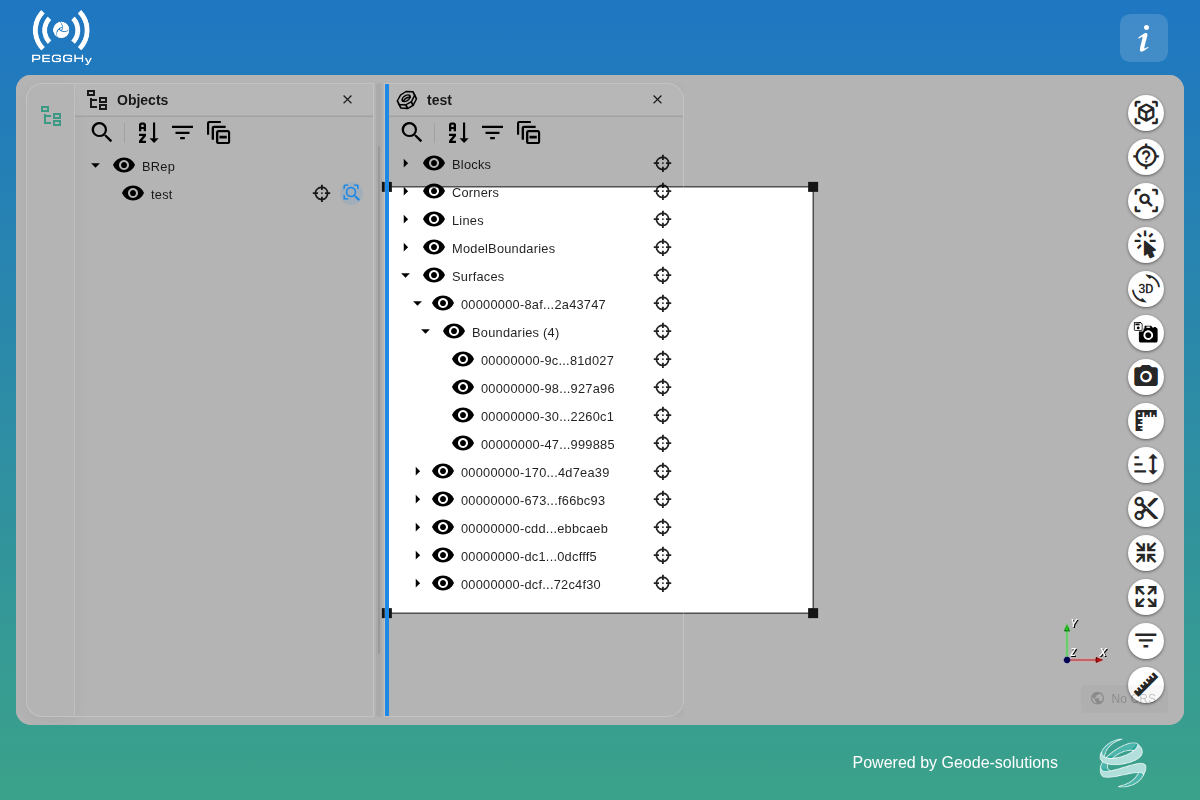 PEGGHy
i
Objects
test
BRep
test
Blocks
Corners
Lines
ModelBoundaries
Surfaces
00000000-8af...2a43747
Boundaries (4)
00000000-9c...81d027
00000000-98...927a96
00000000-30...2260c1
00000000-47...999885
00000000-170...4d7ea39
00000000-673...f66bc93
00000000-cdd...ebbcaeb
00000000-dc1...0dcfff5
00000000-dcf...72c4f30
A
Z
A
Z
3D
Y
Z
X
No CRS
Powered by Geode-solutions